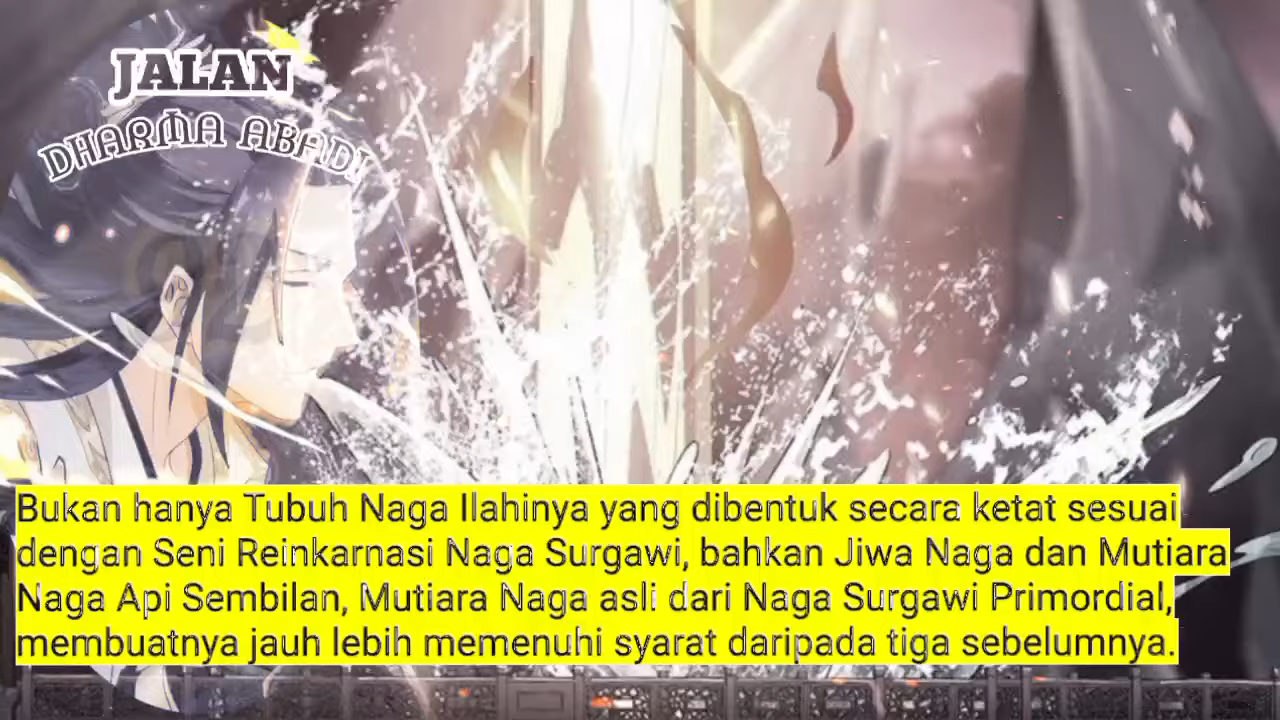 JALAN
DHARMA ABADI
Bukan hanya Tubuh Naga Ilahinya yang dibentuk secara ketat sesuai
dengan Seni Reinkarnasi Naga Surgawi, bahkan Jiwa Naga dan Mutiara
Naga Api Sembilan, Mutiara Naga asli dari Naga Surgawi Primordial,
membuatnya jauh lebih memenuhi syarat daripada tiga sebelumnya.